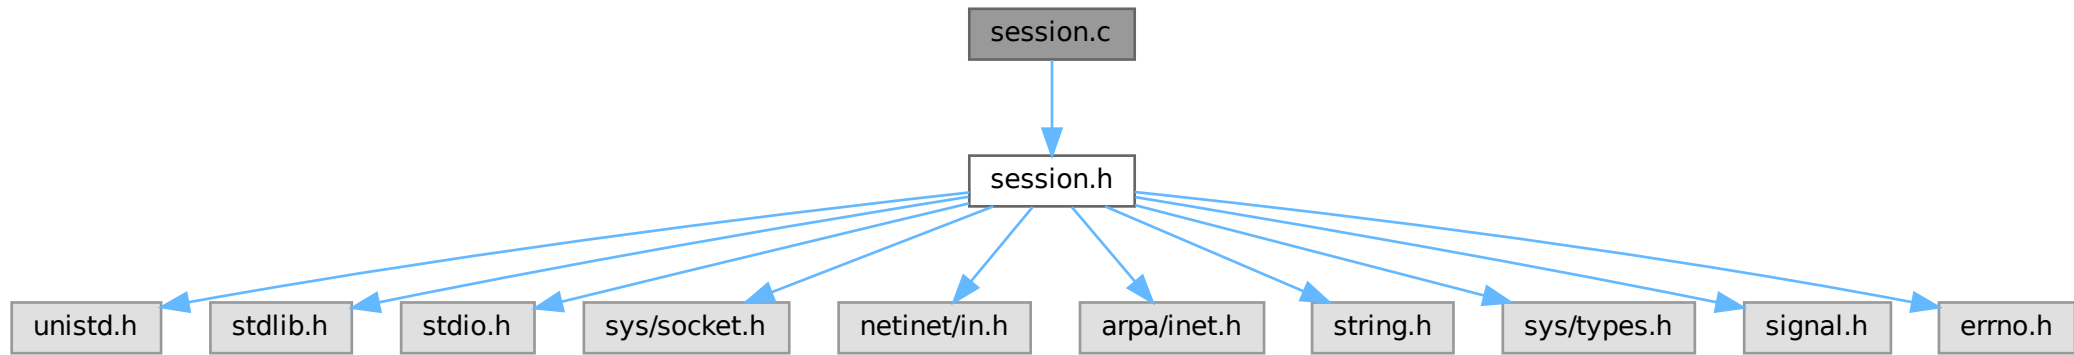 session.c
session.h
unistd.h
stdlib.h
stdio.h
sys/socket.h
netinet/in.h
arpa/inet.h
string.h
sys/types.h
signal.h
errno.h